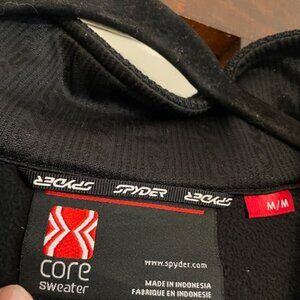 SPYDER SPYDER SPYDER
M/M
core
sweater
www.spyder.com
MADE IN INDONESIA
FABRIQUE EN INDONESIE